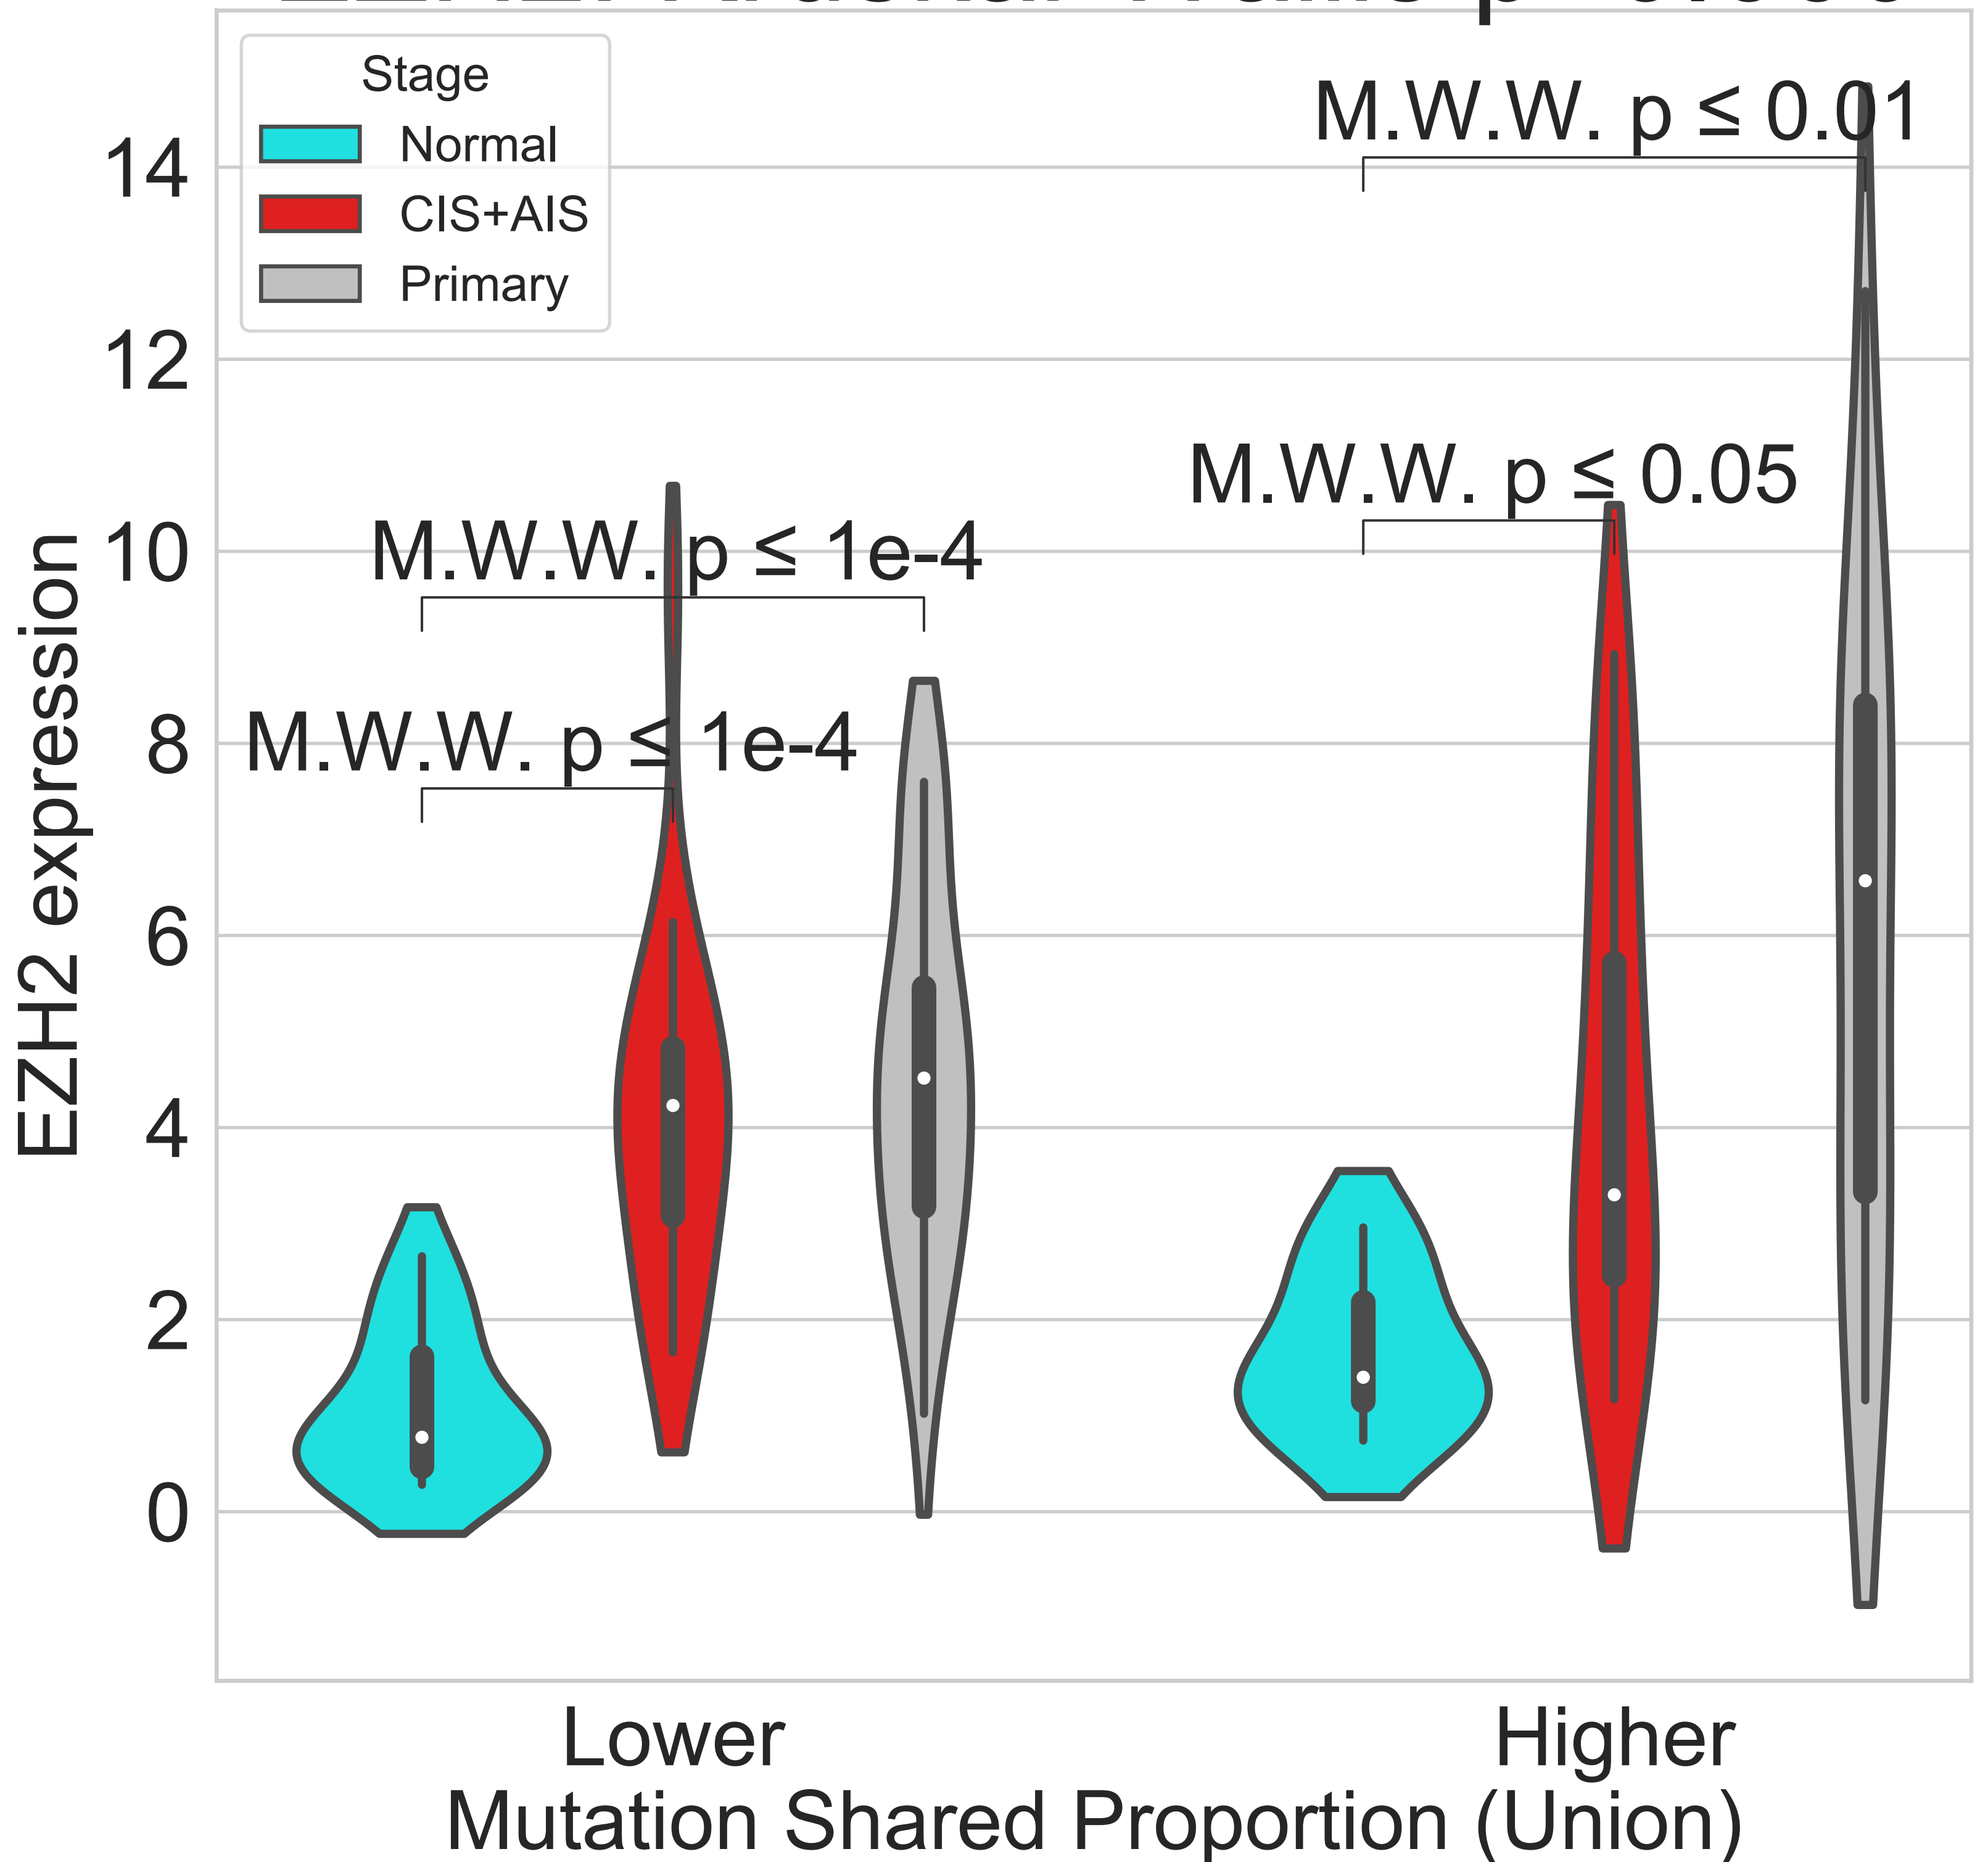 Stage
Normal
CIS+AIS
Primary
M.W.W. p ≤ 0.01
M.W.W. p ≤ 0.05
M.W.W. p ≤ 1e-4
M.W.W. p ≤ 1e-4
14
12
10
8
6
4
2
0
EZH2 expression
Lower
Higher
Mutation Shared Proportion (Union)